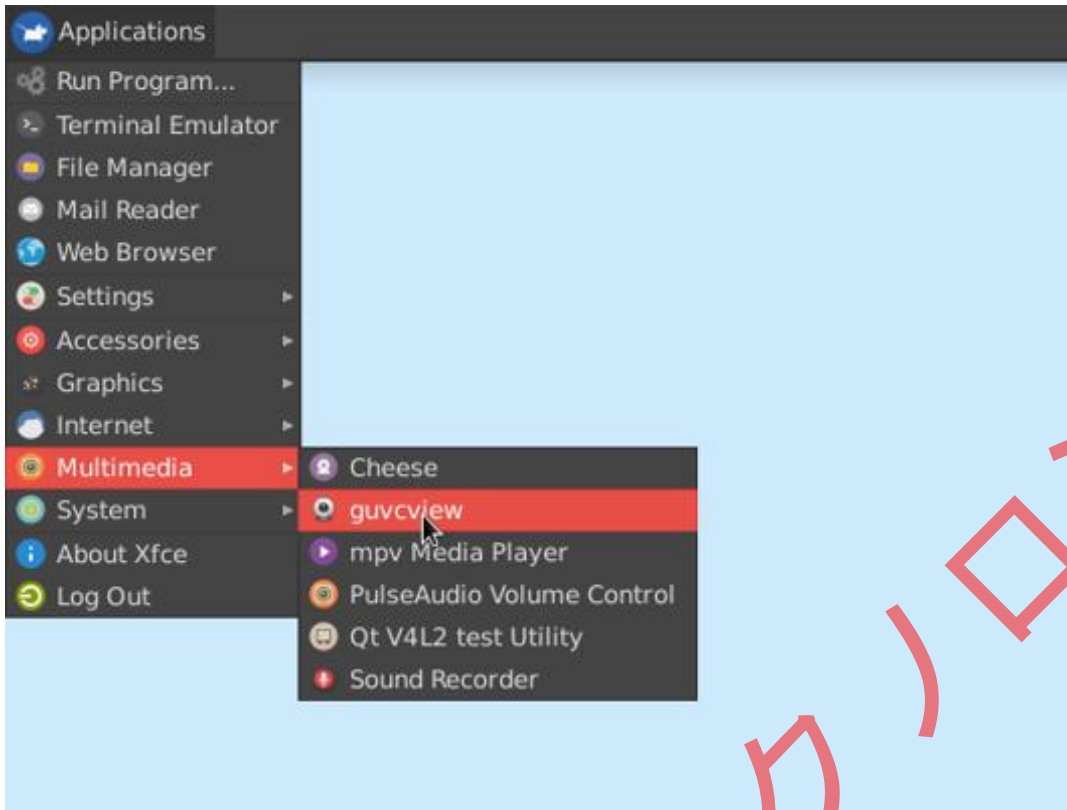 Applications
Run Program...
Terminal Emulator
File Manager
Mail Reader
Web Browser
Settings
Accessories
Graphics
Internet
Multimedia
System
About Xfce
Log Out
Cheese
guvcview
mpv Media Player
PulseAudio Volume Control
Qt V4L2 test Utility
Sound Recorder